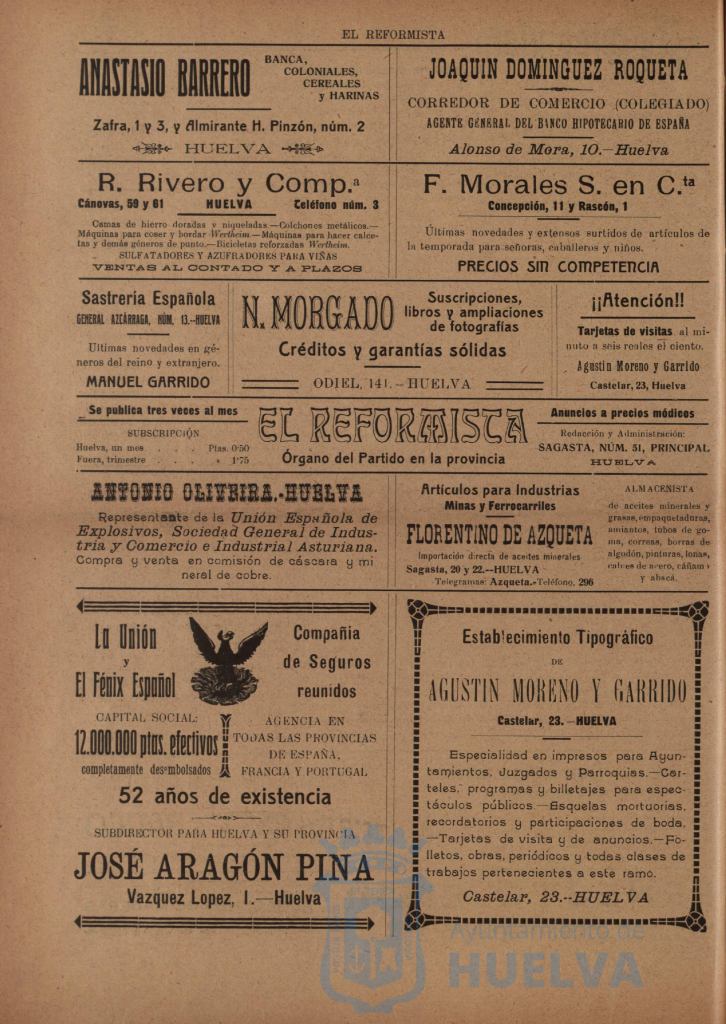 EL REFORMISTA
ANASTASIO BARRERO
BANCA,
COLONIALES,
CEREALES
y HARINAS
Zafra, 1 y 3, y Almirante H. Pinzón, núm. 2
HUELVA
JOAQUIN DOMINGUEZ ROQUETA
CORREDOR DE COMERCIO (COLEGIADO)
AGENTE GENERAL DEL BANCO HIPOTECARIO DE ESPAÑA
Alonso de Mora, 10.—Huelva
R. Rivero y Comp.ª
Cánovas, 59 y 61 HUELVA Teléfono núm. 3
Camas de hierro doradas y niqueladas.—Colchones metálicos.—
Máquinas para coser y bordar Wertheim.—Máquinas para hacer calce-
tas y demás géneros de punto.—Bicicletas reforzadas Wertheim.
SULFATADORES Y AZUFRADORES PARA VIÑAS
VENTAS AL CONTADO Y A PLAZOS
F. Morales S. en C.ta
Concepción, 11 y Rascón, 1
Últimas novedades y extensos surtidos de artículos de
la temporada para señoras, caballeros y niños.
PRECIOS SIN COMPETENCIA
Sastrería Española
GENERAL AZCÁRRAGA, NÚM. 13.-HUELVA
Ultimas novedades en gé-
neros del reino y extranjero.
MANUEL GARRIDO
N. MORGADO
Suscripciones,
libros y ampliaciones
de fotografías
Créditos y garantías sólidas
ODIEL, 141.—HUELVA
¡¡Atención!!
Tarjetas de visitas al mi-
nuto a seis reales el ciento.
Agustin Moreno y Garrido
Castelar, 23, Huelva
Se publica tres veces al mes
SUBSCRIPCIÓN
Huelva, un mes . . . Ptas. 0'50
Fuera, trimestre . . . » 1'75
EL REFORMISTA
Órgano del Partido en la provincia
Anuncios a precios módicos
Redacción y Administración:
SAGASTA, NÚM. 51, PRINCIPAL
HUELVA
ANTONIO OLIVEIRA.-HUELVA
Representante de la Unión Española de
Explosivos, Sociedad General de Indus-
tria y Comercio e Industrial Asturiana.
Compra y venta en comisión de cáscara y mi
neral de cobre.
Artículos para Industrias
Minas y Ferrocarriles
FLORENTINO DE AZQUETA
Importación directa de aceites minerales
Sagasta, 20 y 22.--HUELVA
Telegramas: Azqueta.-Teléfono, 296
ALMACENISTA
de aceites minerales y
grasas, empaquetaduras,
amiantos, tubos de go-
ma, correas, borras de
algodón, pinturas, lonas,
cables de acero, cáñam
y abacá.
La Unión
y
El Fénix Español
Compañia
de Seguros
reunidos
CAPITAL SOCIAL:
12.000.000 ptas. efectivos
completamente desembolsados
AGENCIA EN
TODAS LAS PROVINCIAS
DE ESPAÑA,
FRANCIA Y PORTUGAL
52 años de existencia
SUBDIRECTOR PARA HUELVA Y SU PROVINCIA
JOSÉ ARAGÓN PINA
Vazquez Lopez, 1.—Huelva
Establecimiento Tipográfico
DE
AGUSTIN MORENO Y GARRIDO
Castelar, 23.—HUELVA
Especialidad en impresos para Ayun-
tamientos, Juzgados y Parroquias.—Car-
teles, programas y billetajes para espec-
táculos públicos.—Esquelas mortuorias,
recordatorios y participaciones de boda.
—Tarjetas de visita y de anuncios.—Fo-
lletos, obras, periódicos y todas clases de
trabajos pertenecientes a este ramo.
Castelar, 23.--HUELVA
Ayuntamiento de
HUELVA